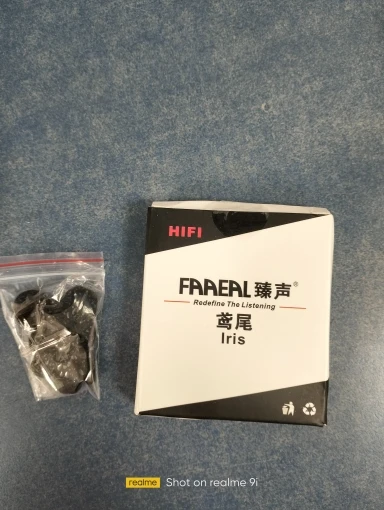 HIFI
FAAEAL 臻声®
Redefine The Listening
鸢尾
Iris
realme Shot on realme 9i